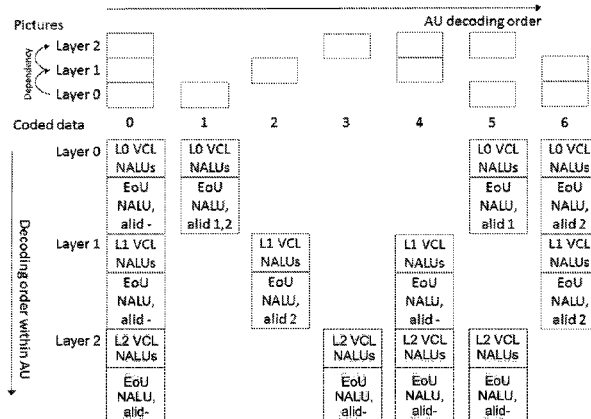 AU decoding order
Pictures
Layer 2
Layer 1
Layer 0
Dependency
Coded data 0 1 2 3 4 5 6
Layer 0 L0 VCL L0 VCL L0 VCL L0 VCL
NALUs NALUs NALUs NALUs
EoU EoU EoU EoU
NALU, NALU, NALU, NALU,
alid - alid 1,2 alid 1 alid 2
Layer 1 L1 VCL L1 VCL L1 VCL L1 VCL
NALUs NALUs NALUs NALUs
EoU EoU EoU EoU
NALU, NALU, NALU, NALU,
alid - alid 2 alid - alid 2
Layer 2 L2 VCL L2 VCL L2 VCL L2 VCL
NALUs NALUs NALUs NALUs
EoU EoU EoU EoU
NALU, NALU, NALU, NALU,
alid- alid- alid- alid-
Decoding order within AU